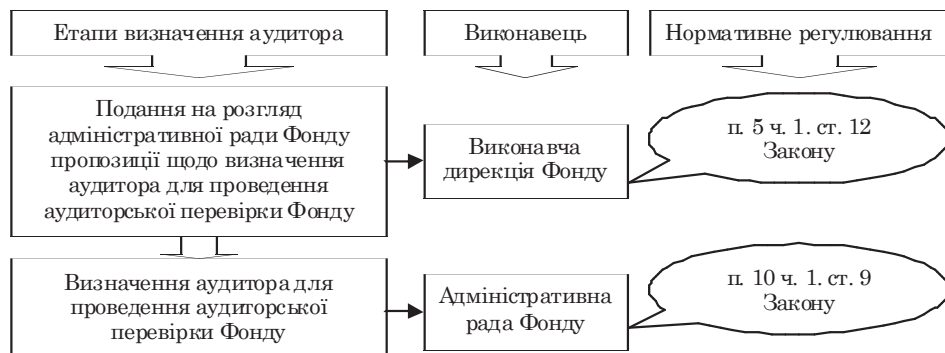 Етапи визначення аудитора
Виконавець
Нормативне регулювання
Подання на розгляд
адміністративної ради Фонду
пропозиції щодо визначення
аудитора для проведення
аудиторської перевірки Фонду
Виконавча
дирекція Фонду
п. 5 ч. 1. ст. 12
Закону
Визначення аудитора для
проведення аудиторської
перевірки Фонду
Адміністративна
рада Фонду
п. 10 ч. 1. ст. 9
Закону